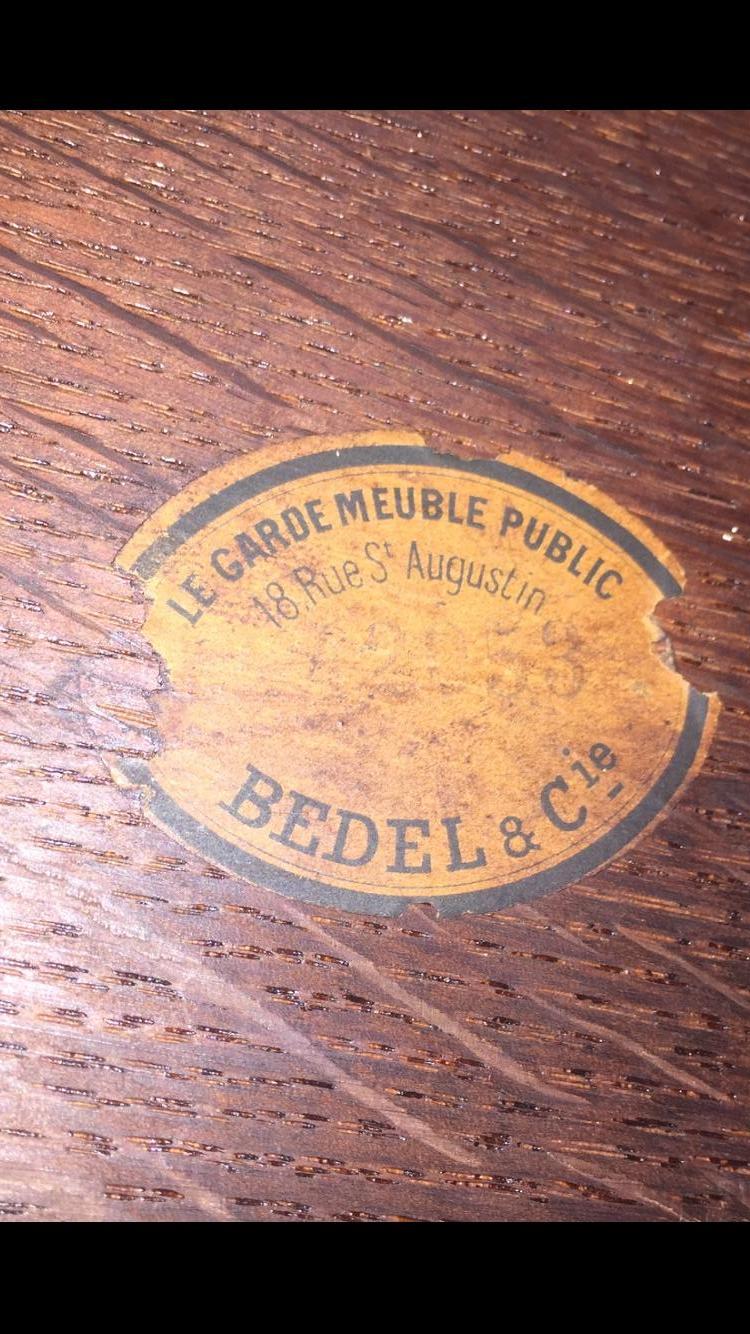 LE GARDE MEUBLE PUBLIC
18, Rue St Augustin
BEDEL & Cie